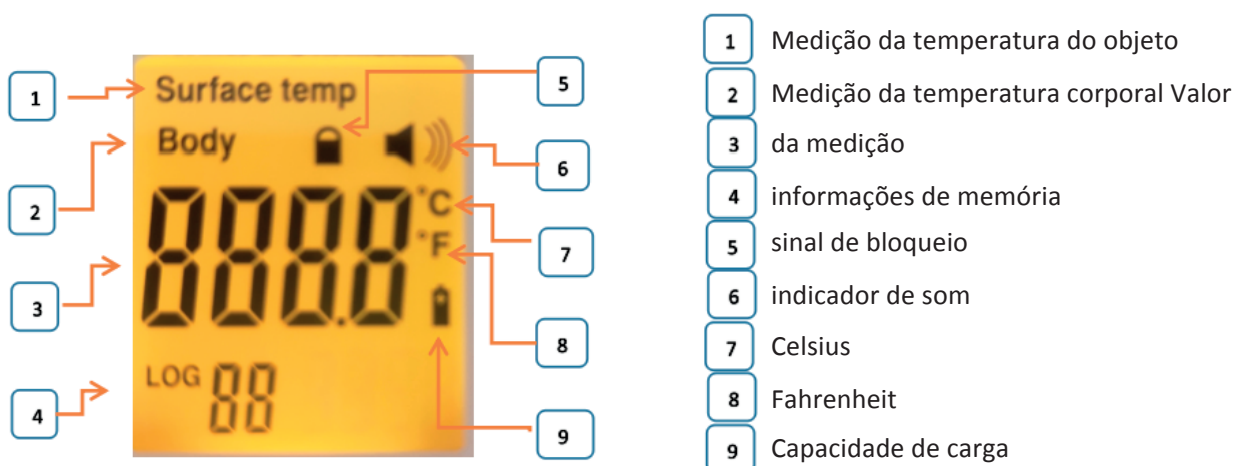 1
2
3
4
Surface temp
Body
8888
°C
°F
LOG 88
5
6
7
8
9
1 Medição da temperatura do objeto
2 Medição da temperatura corporal Valor
3 da medição
4 informações de memória
5 sinal de bloqueio
6 indicador de som
7 Celsius
8 Fahrenheit
9 Capacidade de carga